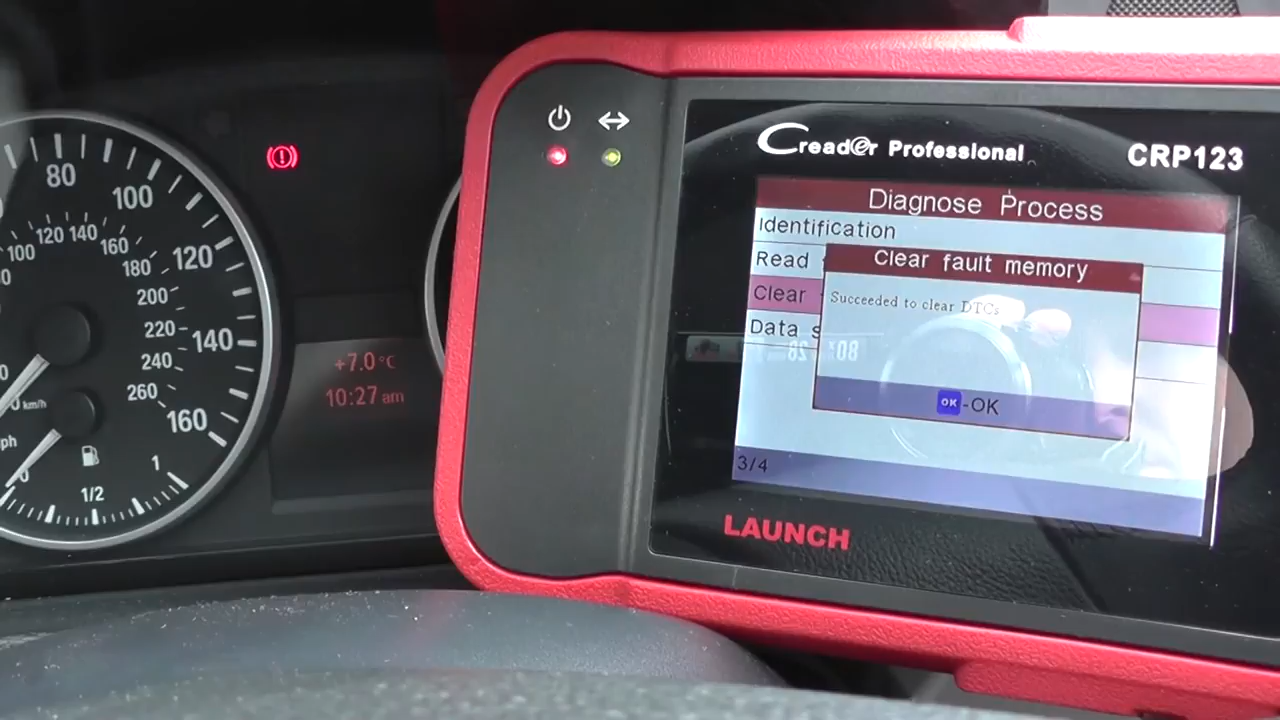 80
100
120
140
160
100
120
140
160
180
200
220
240
260
km/h
1/2
1
+7.0°C
10:27 am
Creader Professional
CRP123
Diagnose Process
Identification
Read
Clear
Data s
Clear fault memory
Succeeded to clear DTCs
OK-OK
3/4
LAUNCH